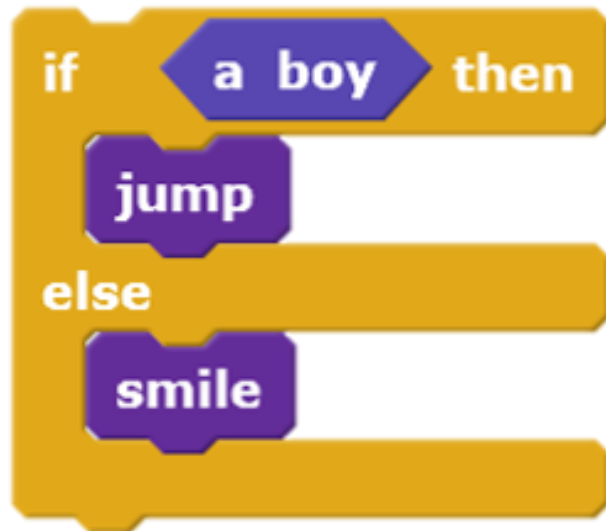 if a boy then
jump
else
smile